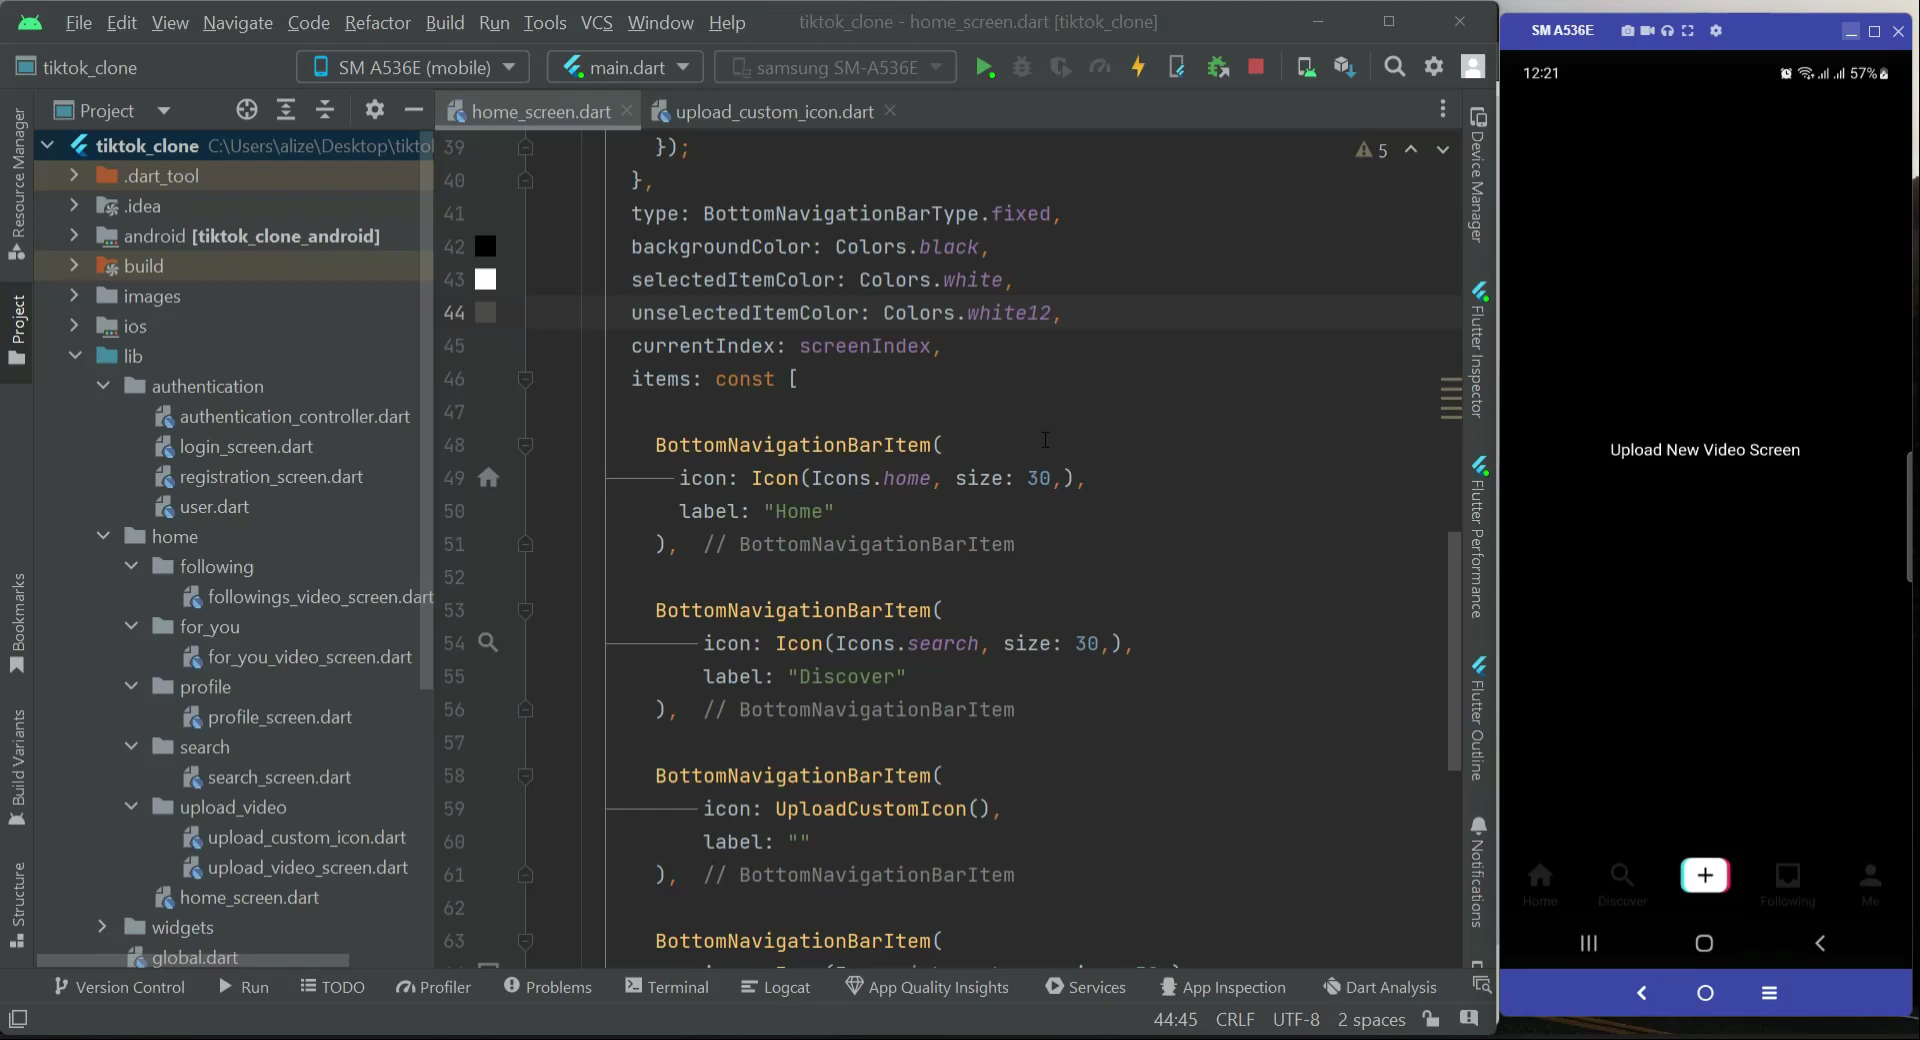 File Edit View Navigate Code Refactor Build Run Tools VCS Window Help
tiktok_clone - home_screen.dart [tiktok_clone]
tiktok_clone
SM A536E (mobile)
main.dart
samsung SM-A536E
Project
home_screen.dart
upload_custom_icon.dart
Resource Manager
Project
Bookmarks
Build Variants
Structure
tiktok_clone C:\Users\alize\Desktop\tiktol
.dart_tool
.idea
android [tiktok_clone_android]
build
images
ios
lib
authentication
authentication_controller.dart
login_screen.dart
registration_screen.dart
user.dart
home
following
followings_video_screen.dart
for_you
for_you_video_screen.dart
profile
profile_screen.dart
search
search_screen.dart
upload_video
upload_custom_icon.dart
upload_video_screen.dart
home_screen.dart
widgets
global.dart
39 });
40 },
41 type: BottomNavigationBarType.fixed,
42 backgroundColor: Colors.black,
43 selectedItemColor: Colors.white,
44 unselectedItemColor: Colors.white12,
45 currentIndex: screenIndex,
46 items: const [
47
48 BottomNavigationBarItem(
49 icon: Icon(Icons.home, size: 30,),
50 label: "Home"
51 ), // BottomNavigationBarItem
52
53 BottomNavigationBarItem(
54 icon: Icon(Icons.search, size: 30,),
55 label: "Discover"
56 ), // BottomNavigationBarItem
57
58 BottomNavigationBarItem(
59 icon: UploadCustomIcon(),
60 label: ""
61 ), // BottomNavigationBarItem
62
63 BottomNavigationBarItem(
5
Device Manager
Flutter Inspector
Flutter Performance
Flutter Outline
Notifications
Version Control Run TODO Profiler Problems Terminal Logcat App Quality Insights Services App Inspection Dart Analysis
44:45 CRLF UTF-8 2 spaces
SM A536E
12:21
57%
Upload New Video Screen
Home Discover Following Me